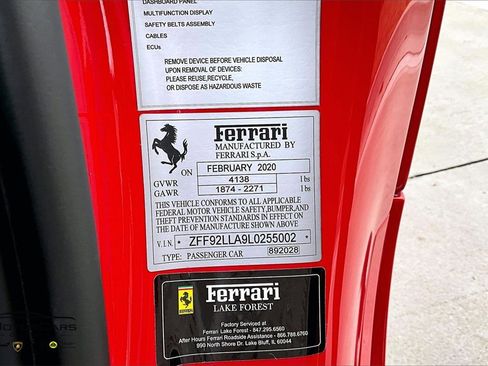 DASHBOARD PANEL
MULTIFUNCTION DISPLAY
SAFETY BELTS ASSEMBLY
CABLES
ECUs
REMOVE DEVICE BEFORE VEHICLE DISPOSAL
UPON REMOVAL OF DEVICES:
PLEASE REUSE,RECYCLE,
OR DISPOSE AS HAZARDOUS WASTE
Ferrari
MANUFACTURED BY
FERRARI S.p.A.
ON FEBRUARY 2020
GVWR 4138 lbs
GAWR 1874 - 2271 lbs
THIS VEHICLE CONFORMS TO ALL APPLICABLE
FEDERAL MOTOR VEHICLE SAFETY,BUMPER,AND
THEFT PREVENTION STANDARDS IN EFFECT ON
THE DATE OF MANUFACTURE SHOWN ABOVE
V.I.N. * ZFF92LLA9L0255002 *
TYPE: PASSENGER CAR 892028
Ferrari
LAKE FOREST
Factory Serviced at
Ferrari Lake Forest - 847.295.6560
After Hours Ferrari Roadside Assistance - 866.788.6760
990 North Shore Dr. Lake Bluff, IL 60044